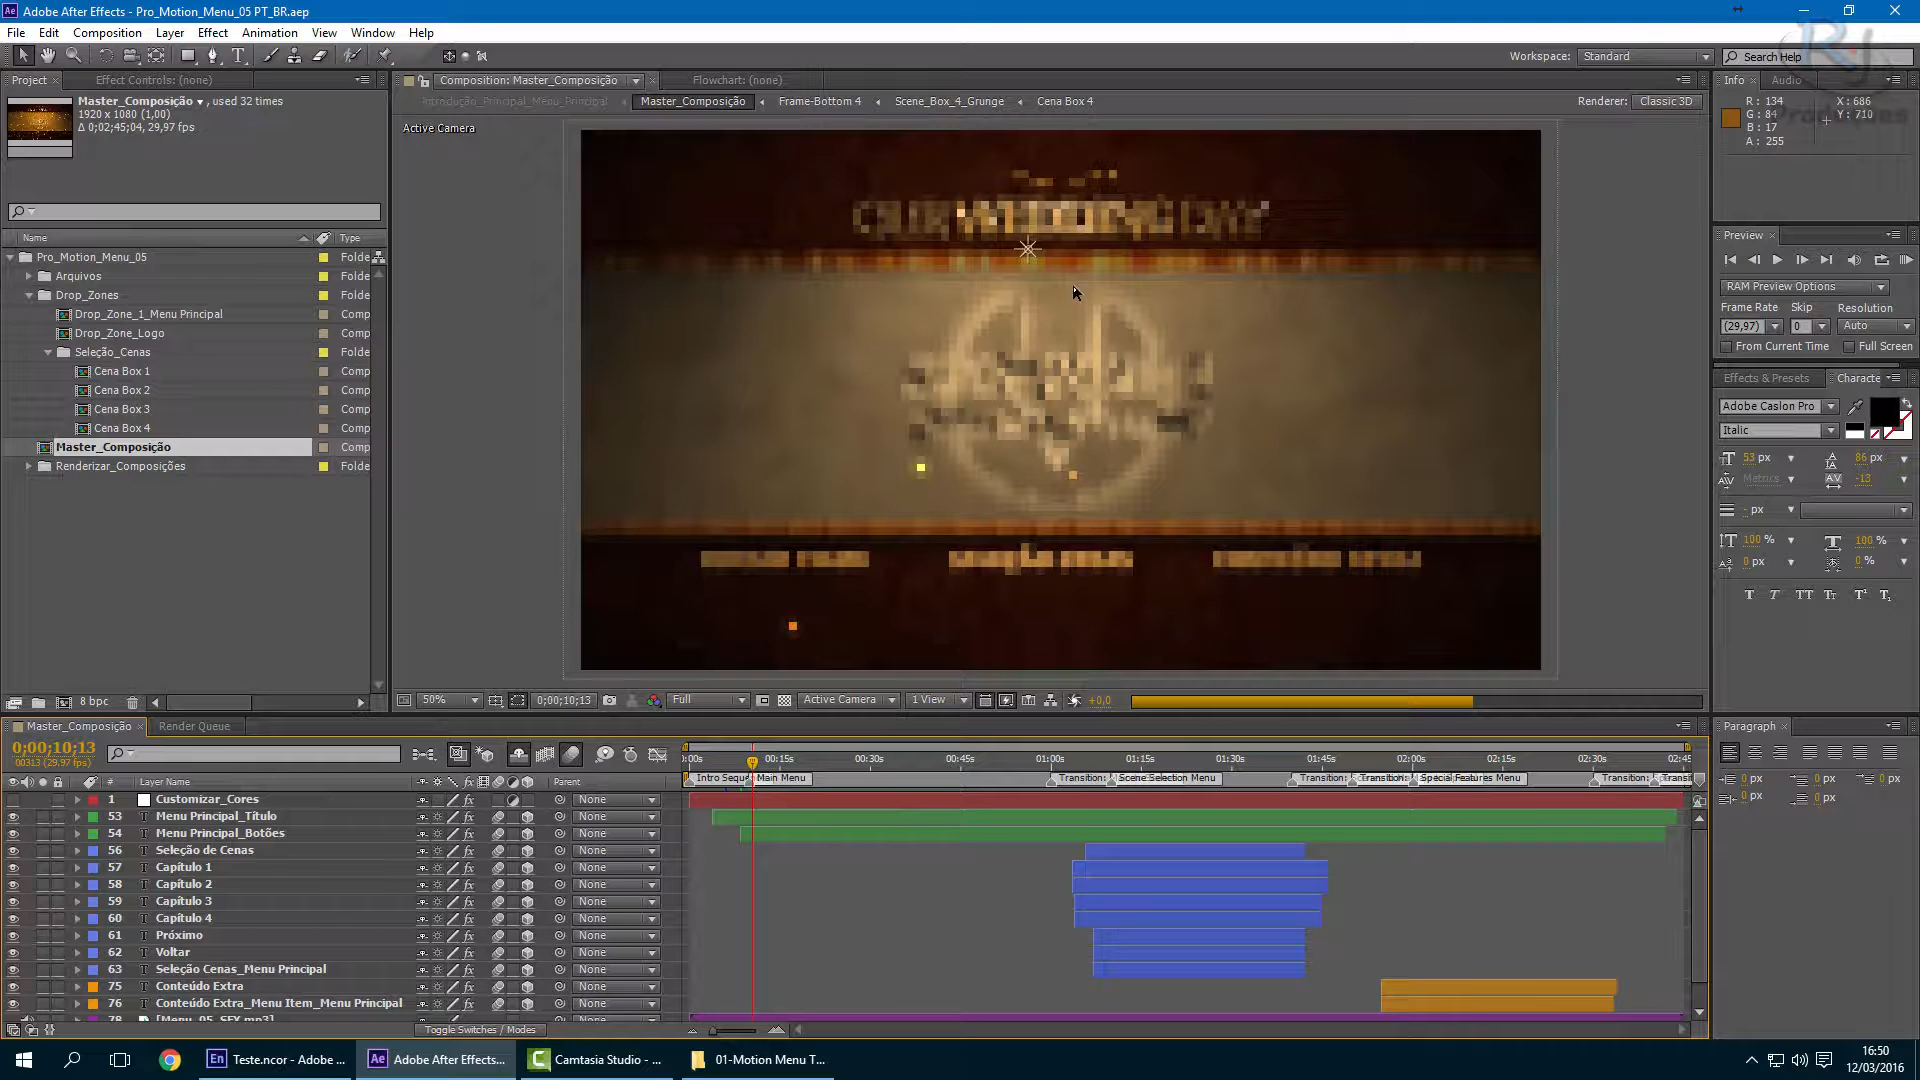 Adobe After Effects - Pro_Motion_Menu_05 PT_BR.aep
File Edit Composition Layer Effect Animation View Window Help
Workspace: Standard Search Help
Project Effect Controls: (none)
Master_Composição, used 32 times
1920 x 1080 (1,00)
Δ 0;02;45;04, 29,97 fps
Name Type
Pro_Motion_Menu_05 Folde
Arquivos Folde
Drop_Zones Folde
Drop_Zone_1_Menu Principal Comp
Drop_Zone_Logo Comp
Seleção_Cenas Folde
Cena Box 1 Comp
Cena Box 2 Comp
Cena Box 3 Comp
Cena Box 4 Comp
Master_Composição Comp
Renderizar_Composições Folde
8 bpc
Composition: Master_Composição Flowchart: (none)
Introdução_Principal_Menu_Principal Master_Composição Frame-Bottom 4 Scene_Box_4_Grunge Cena Box 4
Renderer: Classic 3D
Active Camera
50% 0;00;10;13 Full Active Camera 1 View +0,0
Info Audio
R: 134 X: 686
G: 84 Y: 710
B: 17
A: 255
Preview
RAM Preview Options
Frame Rate Skip Resolution
(29,97) 0 Auto
From Current Time Full Screen
Effects & Presets Characte
Adobe Caslon Pro
Italic
53 px 86 px
Metrics -13
- px
100 % 100 %
0 px 0 %
T T TT Tt T¹ T₁
Master_Composição Render Queue
0;00;10;13
00313 (29.97 fps)
:00s 00:15s 00:30s 00:45s 01:00s 01:15s 01:30s 01:45s 02:00s 02:15s 02:30s 02:45
# Layer Name Parent
Intro Sequ Main Menu Transition: Scene Selection Menu Transition: Transition: Special Features Menu Transition: Transit
1 Customizar_Cores None
53 Menu Principal_Titulo None
54 Menu Principal_Botões None
56 Seleção de Cenas None
57 Capítulo 1 None
58 Capítulo 2 None
59 Capítulo 3 None
60 Capítulo 4 None
61 Próximo None
62 Voltar None
63 Seleção Cenas_Menu Principal None
75 Conteúdo Extra None
76 Conteúdo Extra_Menu Item_Menu Principal None
78 [Menu_05_SFX.mp3] None
Toggle Switches / Modes
Paragraph
0 px 0 px 0 px
0 px 0 px
Teste.ncor - Adobe ...
Adobe After Effects...
Camtasia Studio - ...
01-Motion Menu T...
16:50
12/03/2016